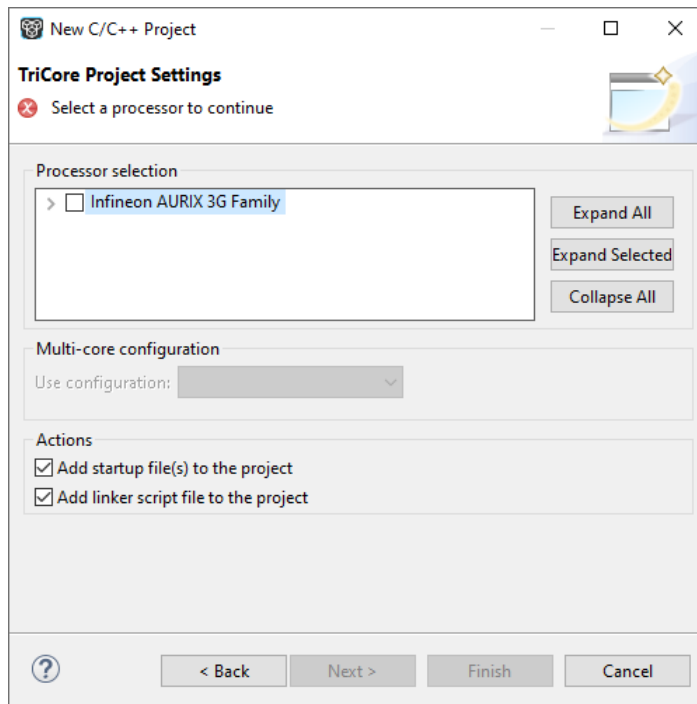 New C/C++ Project
TriCore Project Settings
Select a processor to continue
Processor selection
Infineon AURIX 3G Family
Expand All
Expand Selected
Collapse All
Multi-core configuration
Use configuration:
Actions
Add startup file(s) to the project
Add linker script file to the project
?
< Back
Next >
Finish
Cancel